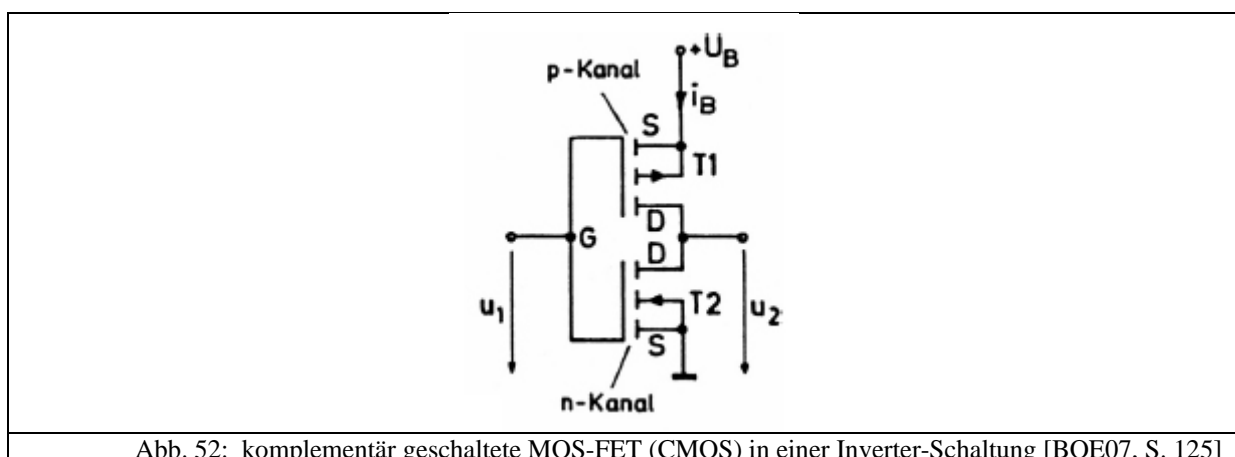 +U_B
p-Kanal
i_B
S
T1
D
G
D
u_1
T2
u_2
S
n-Kanal
Abb. 52: komplementär geschaltete MOS-FET (CMOS) in einer Inverter-Schaltung [BOE07, S. 125]